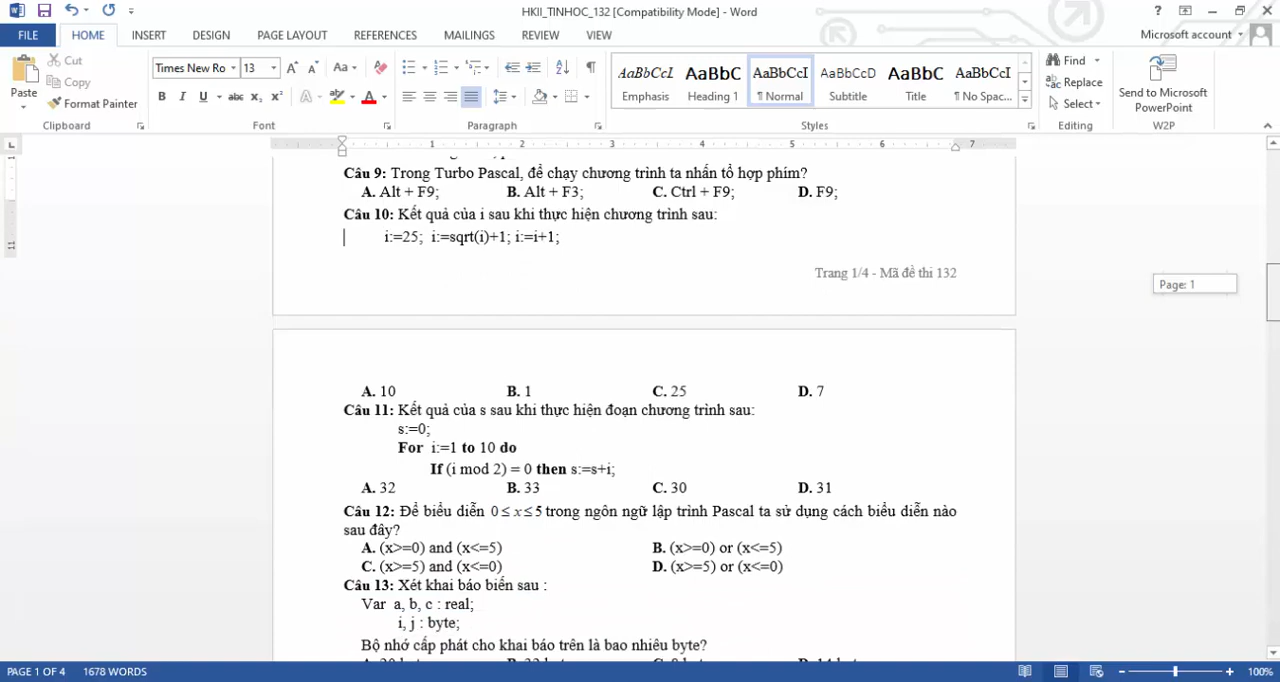 HKII_TINHOC_132 [Compatibility Mode] - Word
FILE HOME INSERT DESIGN PAGE LAYOUT REFERENCES MAILINGS REVIEW VIEW Microsoft account
Paste Cut Copy Format Painter
Times New Ro 13
Emphasis Heading 1 ¶ Normal Subtitle Title ¶ No Spac...
Find Replace Select
Send to Microsoft PowerPoint
Clipboard Font Paragraph Styles Editing W2P
1 2 3 4 5 6 7
Câu 9: Trong Turbo Pascal, để chạy chương trình ta nhấn tổ hợp phím?
A. Alt + F9; B. Alt + F3; C. Ctrl + F9; D. F9;
Câu 10: Kết quả của i sau khi thực hiện chương trình sau:
i:=25; i:=sqrt(i)+1; i:=i+1;
Trang 1/4 - Mã đề thi 132
Page: 1
A. 10 B. 1 C. 25 D. 7
Câu 11: Kết quả của s sau khi thực hiện đoạn chương trình sau:
s:=0;
For i:=1 to 10 do
If (i mod 2) = 0 then s:=s+i;
A. 32 B. 33 C. 30 D. 31
Câu 12: Để biểu diễn 0 ≤ x ≤ 5 trong ngôn ngữ lập trình Pascal ta sử dụng cách biểu diễn nào
sau đây?
A. (x>=0) and (x<=5) B. (x>=0) or (x<=5)
C. (x>=5) and (x<=0) D. (x>=5) or (x<=0)
Câu 13: Xét khai báo biến sau :
Var a, b, c : real;
i, j : byte;
Bộ nhớ cấp phát cho khai báo trên là bao nhiêu byte?
PAGE 1 OF 4 1678 WORDS 100%